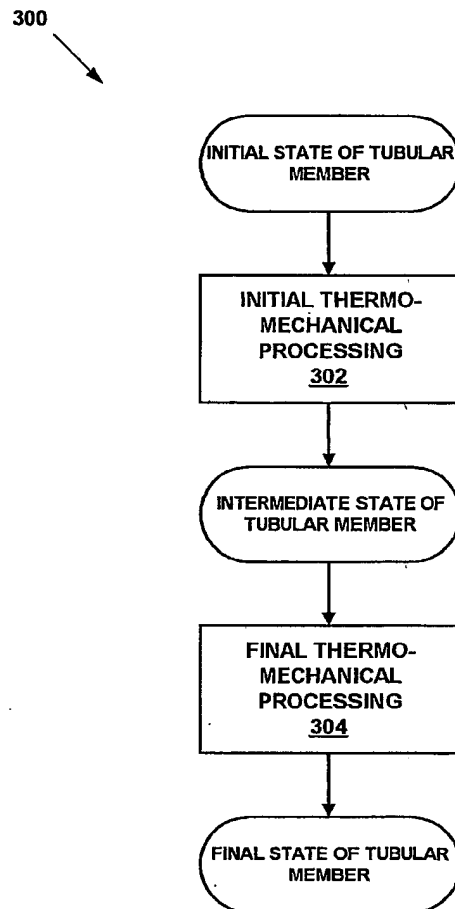 300
INITIAL STATE OF TUBULAR
MEMBER
INITIAL THERMO-
MECHANICAL
PROCESSING
302
INTERMEDIATE STATE OF
TUBULAR MEMBER
FINAL THERMO-
MECHANICAL
PROCESSING
304
FINAL STATE OF TUBULAR
MEMBER